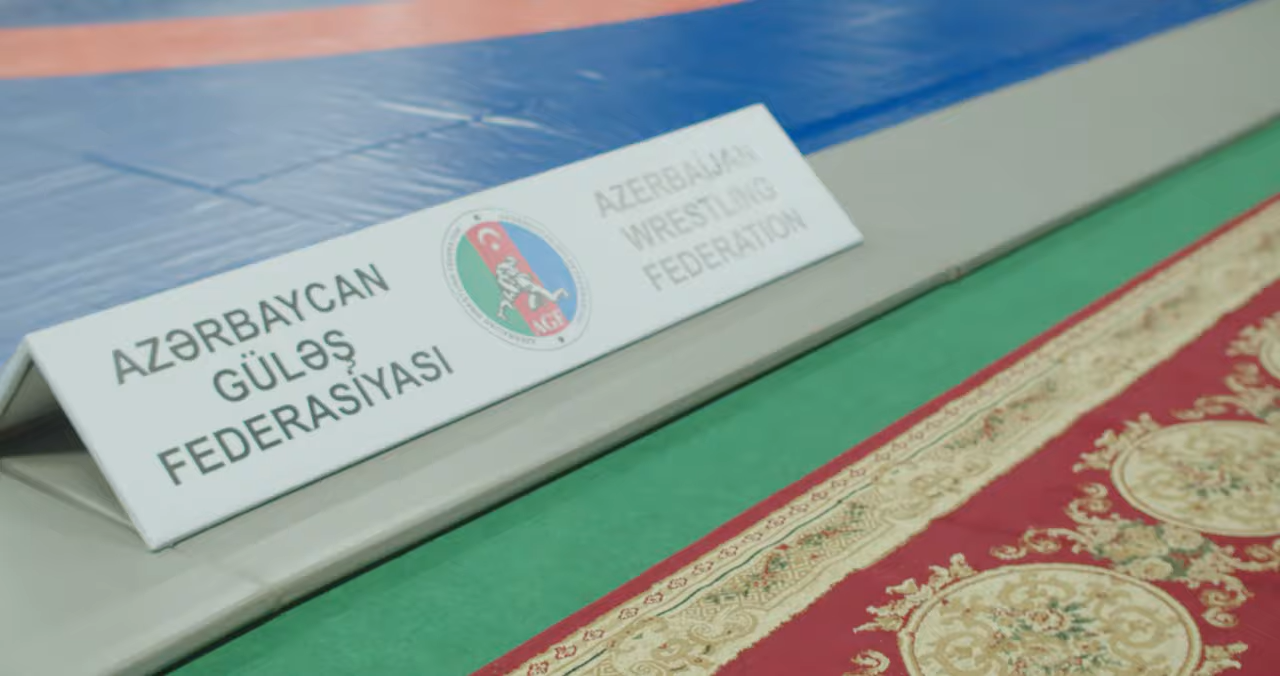 AZƏRBAYCAN
GÜLƏŞ
FEDERASİYASI
AGF
AZERBAIJAN
WRESTLING
FEDERATION